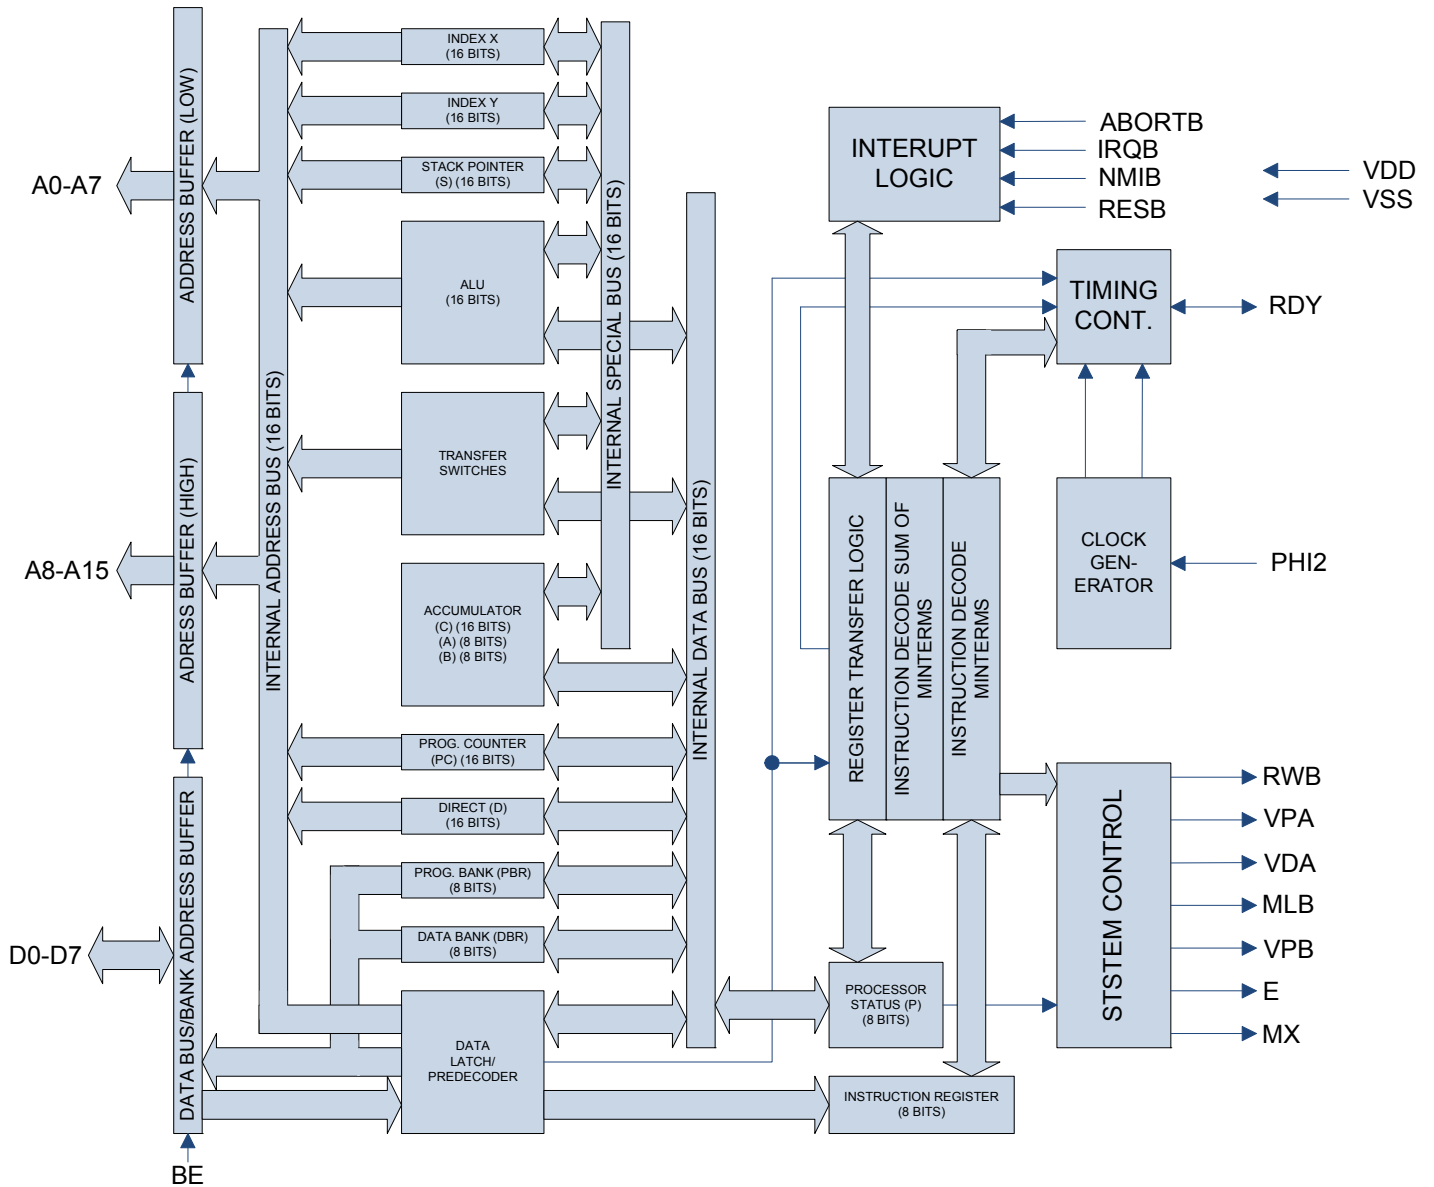 INDEX X
(16 BITS)
INDEX Y
(16 BITS)
STACK POINTER
(S) (16 BITS)
ALU
(16 BITS)
TRANSFER
SWITCHES
ACCUMULATOR
(C) (16 BITS)
(A) (8 BITS)
(B) (8 BITS)
PROG. COUNTER
(PC) (16 BITS)
DIRECT (D)
(16 BITS)
PROG. BANK (PBR)
(8 BITS)
DATA BANK (DBR)
(8 BITS)
DATA
LATCH/
PREDECODER
A0-A7
A8-A15
D0-D7
BE
ADDRESS BUFFER (LOW)
ADRESS BUFFER (HIGH)
DATA BUS/BANK ADDRESS BUFFER
INTERNAL ADDRESS BUS (16 BITS)
INTERNAL SPECIAL BUS (16 BITS)
INTERNAL DATA BUS (16 BITS)
INTERUPT
LOGIC
ABORTB
IRQB
NMIB
RESB
VDD
VSS
TIMING
CONT.
RDY
CLOCK
GEN-
ERATOR
PHI2
REGISTER TRANSFER LOGIC
INSTRUCTION DECODE SUM OF
MINTERMS
INSTRUCTION DECODE
MINTERMS
STSTEM CONTROL
RWB
VPA
VDA
MLB
VPB
E
MX
PROCESSOR
STATUS (P)
(8 BITS)
INSTRUCTION REGISTER
(8 BITS)